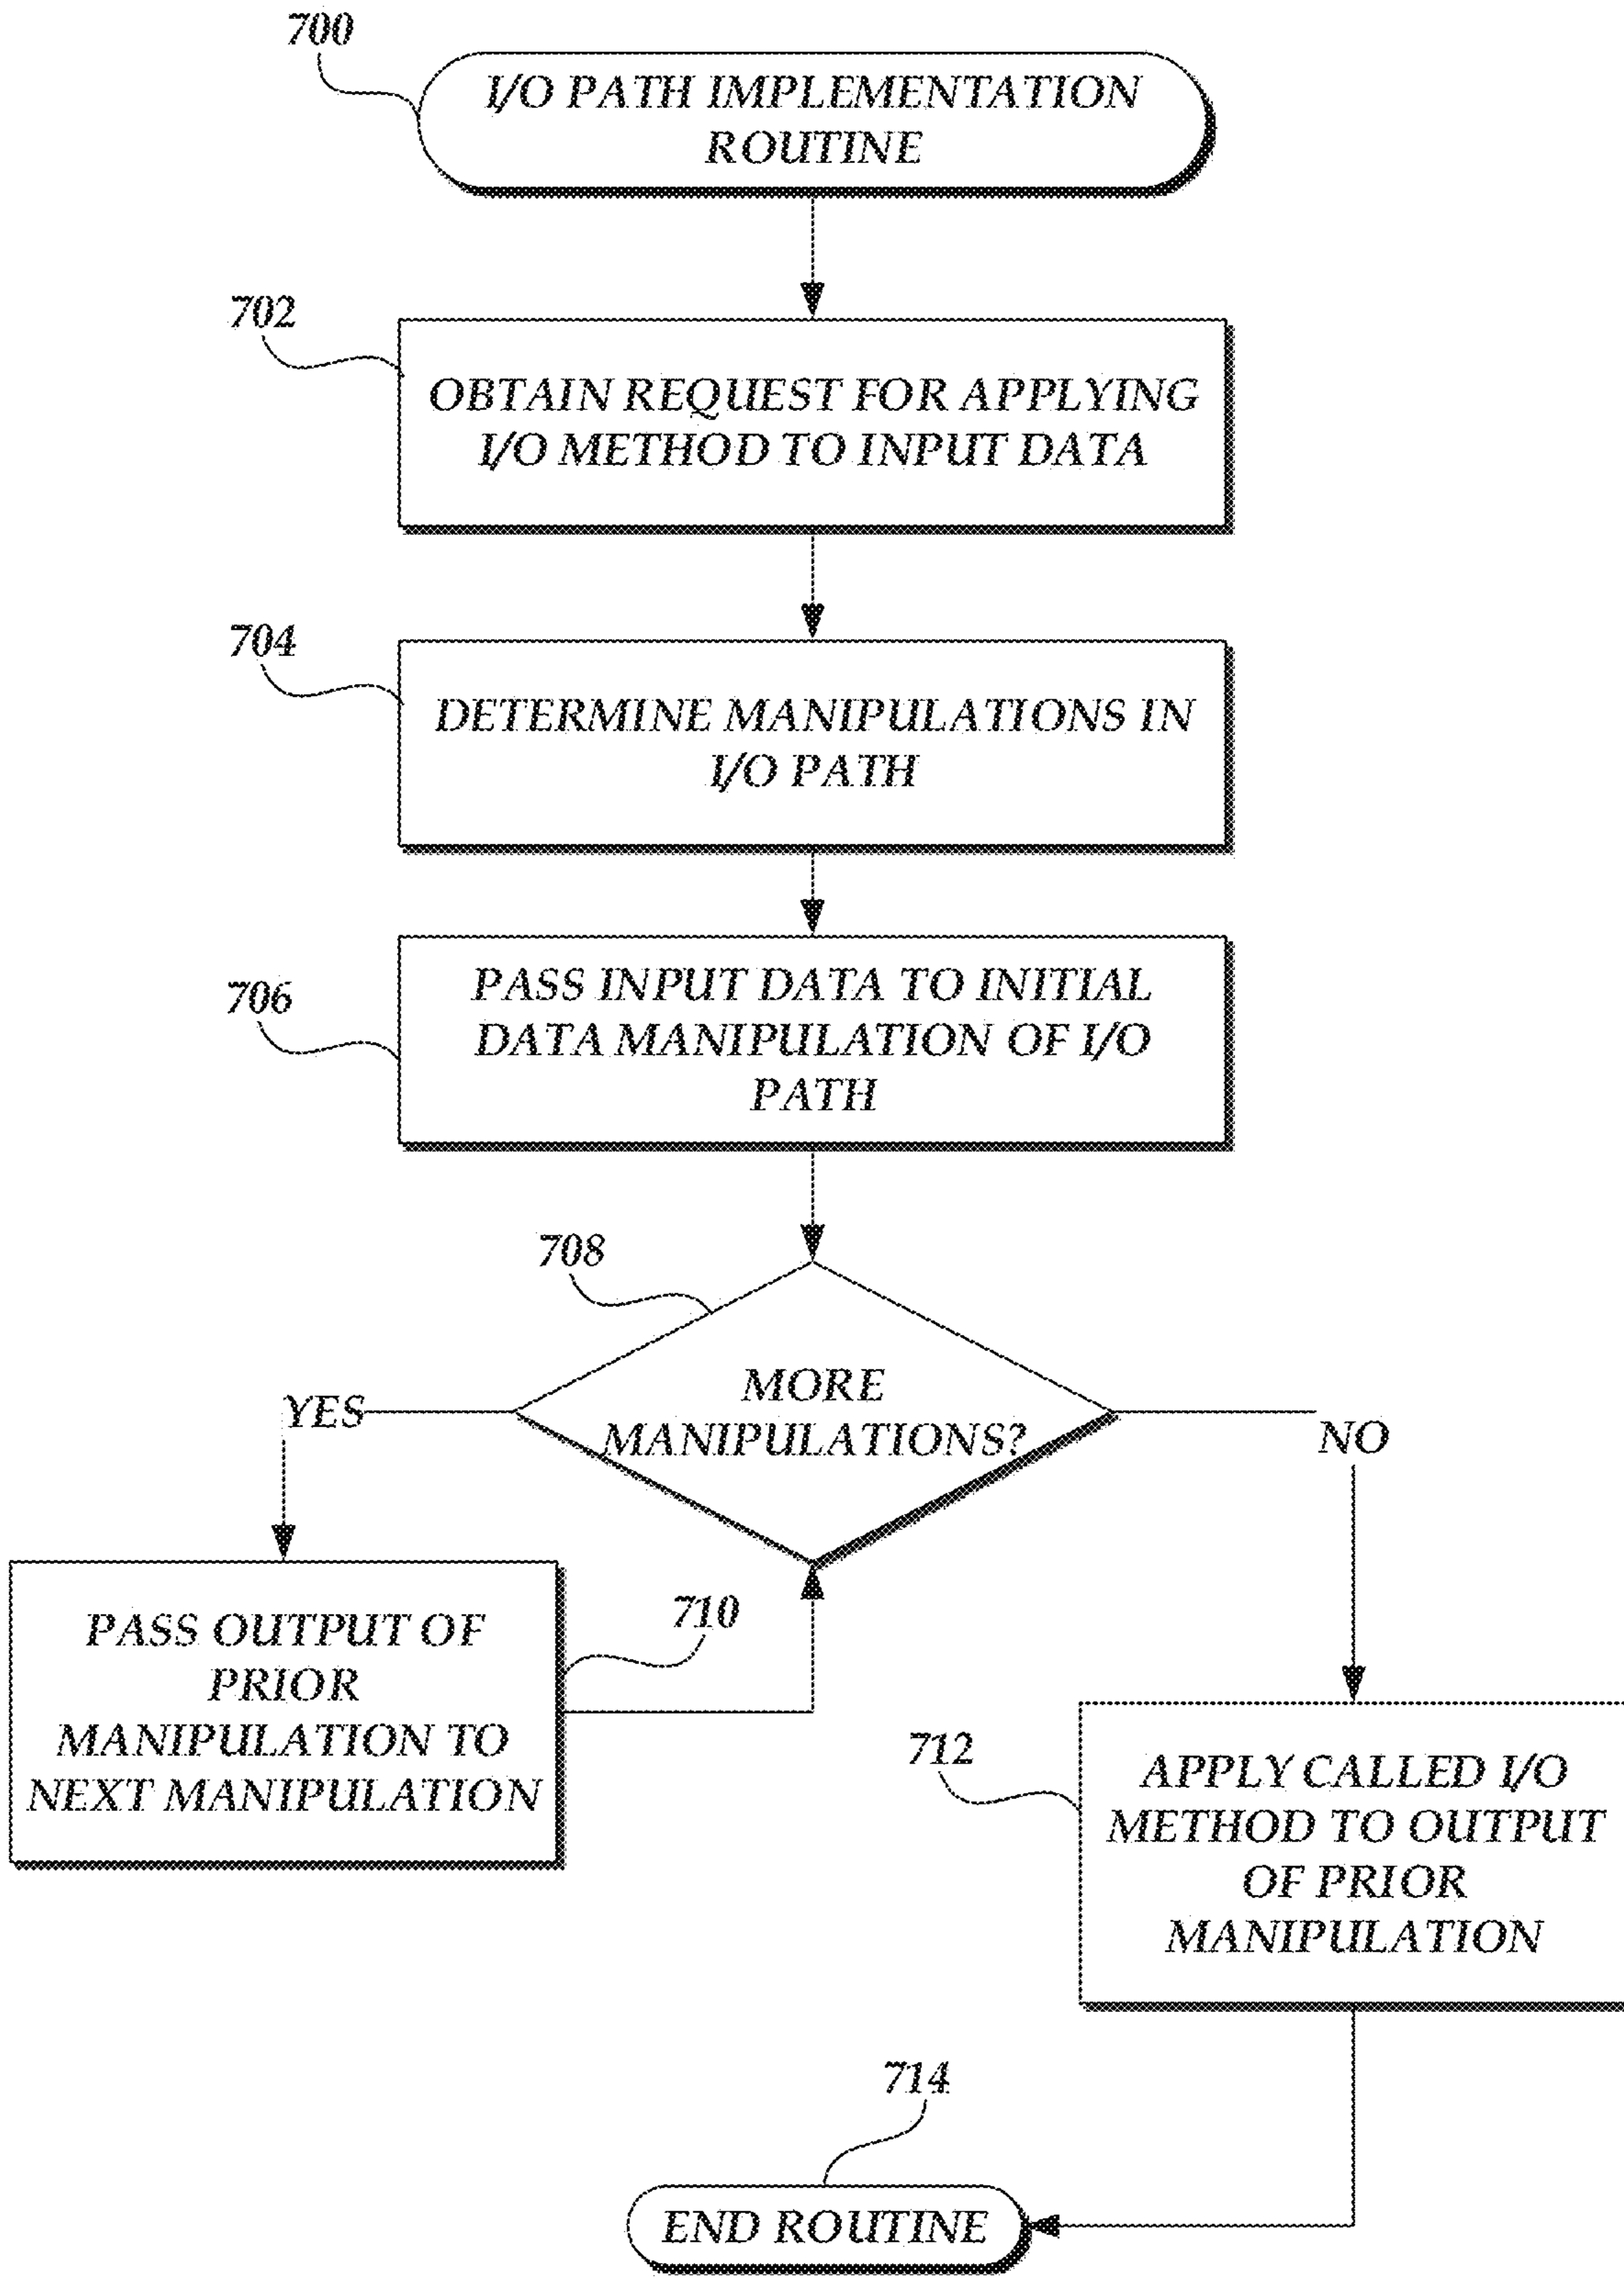 700
I/O PATH IMPLEMENTATION
ROUTINE
702
OBTAIN REQUEST FOR APPLYING
I/O METHOD TO INPUT DATA
704
DETERMINE MANIPULATIONS IN
I/O PATH
706
PASS INPUT DATA TO INITIAL
DATA MANIPULATION OF I/O
PATH
708
MORE
MANIPULATIONS?
YES
NO
710
PASS OUTPUT OF
PRIOR
MANIPULATION TO
NEXT MANIPULATION
712
APPLY CALLED I/O
METHOD TO OUTPUT
OF PRIOR
MANIPULATION
714
END ROUTINE